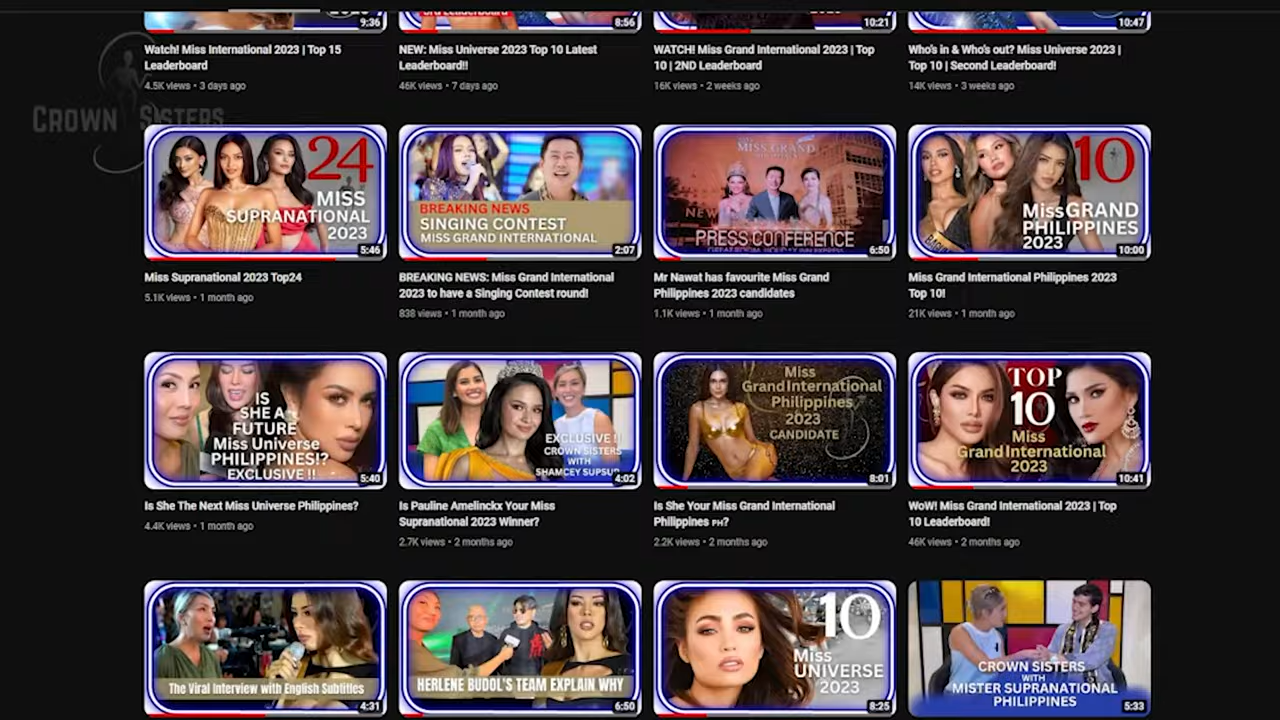 9:36
8:56
10:21
10:47
Watch! Miss International 2023 | Top 15
Leaderboard
4.5K views • 3 days ago
NEW: Miss Universe 2023 Top 10 Latest
Leaderboard!!
46K views • 7 days ago
WATCH! Miss Grand International 2023 | Top
10 | 2ND Leaderboard
16K views • 2 weeks ago
Who's in & Who's out? Miss Universe 2023 |
Top 10 | Second Leaderboard!
14K views • 3 weeks ago
CROWN SISTERS
24
MISS
SUPRANATIONAL
2023
5:46
BREAKING NEWS
SINGING CONTEST
MISS GRAND INTERNATIONAL
2:07
MISS GRAND
NEW
PRESS CONFERENCE
6:50
10
Miss GRAND
PHILIPPINES
2023
10:00
Miss Supranational 2023 Top24
5.1K views • 1 month ago
BREAKING NEWS: Miss Grand International
2023 to have a Singing Contest round!
838 views • 1 month ago
Mr Nawat has favourite Miss Grand
Philippines 2023 candidates
1.1K views • 1 month ago
Miss Grand International Philippines 2023
Top 10!
21K views • 1 month ago
IS
SHE A
FUTURE
Miss Universe
PHILIPPINES!?
EXCLUSIVE !!
5:40
EXCLUSIVE !!
CROWN SISTERS
WITH
SHAMCEY SUPSUP
4:02
Miss
Grand International
Philippines
2023
CANDIDATE
8:01
TOP
10
Miss
Grand International
2023
10:41
Is She The Next Miss Universe Philippines?
4.4K views • 1 month ago
Is Pauline Amelinckx Your Miss
Supranational 2023 Winner?
2.7K views • 2 months ago
Is She Your Miss Grand International
Philippines PH?
2.2K views • 2 months ago
WoW! Miss Grand International 2023 | Top
10 Leaderboard!
46K views • 2 months ago
The Viral Interview with English Subtitles
4:31
HERLENE BUDOL'S TEAM EXPLAIN WHY
6:50
10
Miss
UNIVERSE
2023
8:25
CROWN SISTERS
WITH
MISTER SUPRANATIONAL
PHILIPPINES
5:33